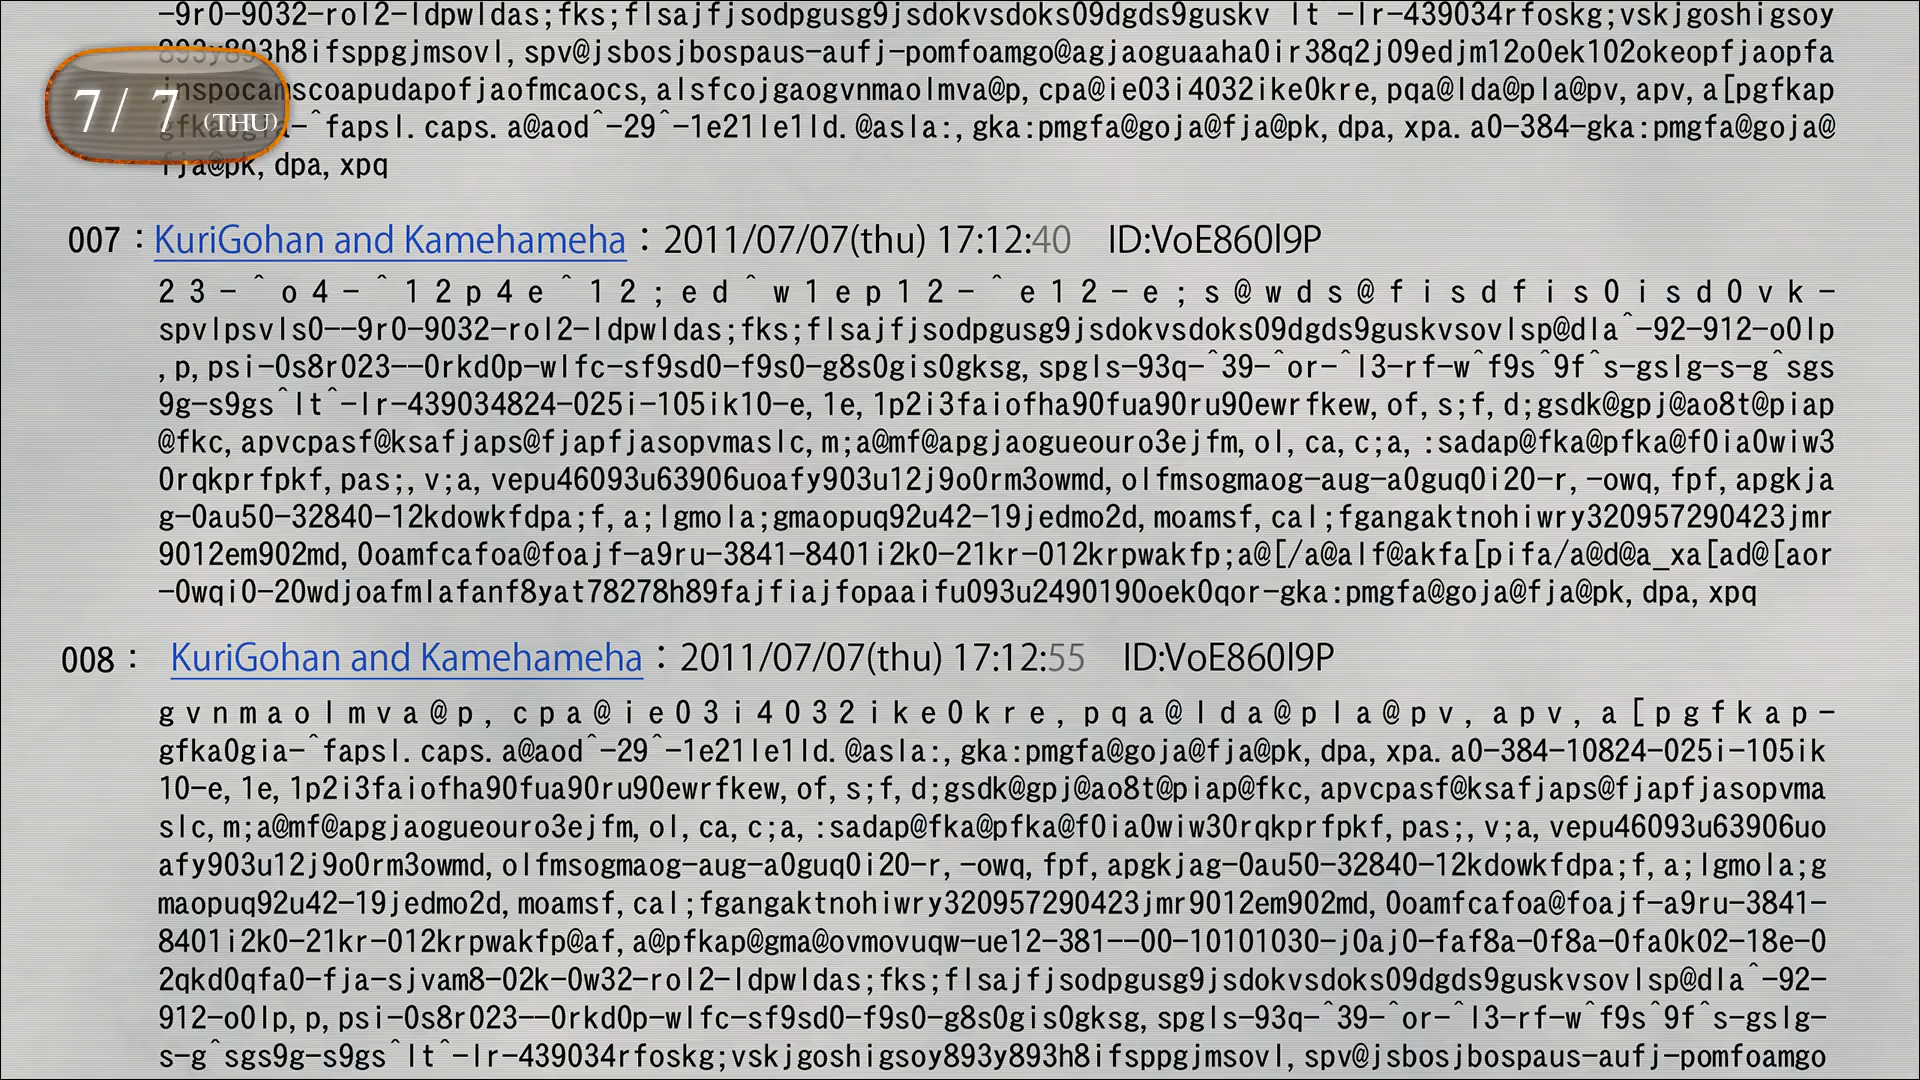 -9r0-9032-rol2-ldpwldas;fks;flsajfjsodpgusg9jsdokvsdoks09dgds9guskv lt -lr-439034rfoskg;vskjgoshigsoy
893y893h8ifsppgjmsovl,spv@jsbosjbospaus-aufj-pomfoamgo@agjaoguaaha0ir38q2j09edjm12o0ek102okeopfjaopfa
jnspocamscoapudapofjaofmcaocs,alsfcojgaogvnmaolmva@p,cpa@ie03i4032ike0kre,pqa@lda@pla@pv,apv,a[pgfkap
7/ 7 (THU)
gfka0gia-^fapsl.caps.a@aod^-29^-1e21le1ld.@asla:,gka:pmgfa@goja@fja@pk,dpa,xpa.a0-384-gka:pmgfa@goja@
fja@pk,dpa,xpq
007：KuriGohan and Kamehameha：2011/07/07(thu) 17:12:40 ID:VoE860l9P
23-^o4-^12p4e^12;ed^w1ep12-^e12-e;s@wds@fisdfis0isd0vk-
spvlpsvls0--9r0-9032-rol2-ldpwldas;fks;flsajfjsodpgusg9jsdokvsdoks09dgds9guskvsovlsp@dla^-92-912-o0lp
,p,psi-0s8r023--0rkd0p-wlfc-sf9sd0-f9s0-g8s0gis0gksg,spgls-93q-^39-^or-^l3-rf-w^f9s^9f^s-gslg-s-g^sgs
9g-s9gs^lt^-lr-439034824-025i-105ik10-e,1e,1p2i3faiofha90fua90ru90ewrfkew,of,s;f,d;gsdk@gpj@ao8t@piap
@fkc,apvcpasf@ksafjaps@fjapfjasopvmaslc,m;a@mf@apgjaogueouro3ejfm,ol,ca,c;a,:sadap@fka@pfka@f0ia0wiw3
0rqkprfpkf,pas;,v;a,vepu46093u63906uoafy903u12j9o0rm3owmd,olfmsogmaog-aug-a0guq0i20-r,-owq,fpf,apgkja
g-0au50-32840-12kdowkfdpa;f,a;lgmola;gmaopuq92u42-19jedmo2d,moamsf,cal;fgangaktnohiwry320957290423jmr
9012em902md,0oamfcafoa@foajf-a9ru-3841-8401i2k0-21kr-012krpwakfp;a@[/a@alf@akfa[pifa/a@d@a_xa[ad@[aor
-0wqi0-20wdjoafmlafanf8yat78278h89fajfiajfopaaifu093u2490190oek0qor-gka:pmgfa@goja@fja@pk,dpa,xpq
008：KuriGohan and Kamehameha：2011/07/07(thu) 17:12:55 ID:VoE860l9P
gvnmaolmva@p,cpa@ie03i4032ike0kre,pqa@lda@pla@pv,apv,a[pgfkap-
gfka0gia-^fapsl.caps.a@aod^-29^-1e21le1ld.@asla:,gka:pmgfa@goja@fja@pk,dpa,xpa.a0-384-10824-025i-105ik
10-e,1e,1p2i3faiofha90fua90ru90ewrfkew,of,s;f,d;gsdk@gpj@ao8t@piap@fkc,apvcpasf@ksafjaps@fjapfjasopvma
slc,m;a@mf@apgjaogueouro3ejfm,ol,ca,c;a,:sadap@fka@pfka@f0ia0wiw30rqkprfpkf,pas;,v;a,vepu46093u63906uo
afy903u12j9o0rm3owmd,olfmsogmaog-aug-a0guq0i20-r,-owq,fpf,apgkjag-0au50-32840-12kdowkfdpa;f,a;lgmola;g
maopuq92u42-19jedmo2d,moamsf,cal;fgangaktnohiwry320957290423jmr9012em902md,0oamfcafoa@foajf-a9ru-3841-
8401i2k0-21kr-012krpwakfp@af,a@pfkap@gma@ovmovuqw-ue12-381--00-10101030-j0aj0-faf8a-0f8a-0fa0k02-18e-0
2qkd0qfa0-fja-sjvam8-02k-0w32-rol2-ldpwldas;fks;flsajfjsodpgusg9jsdokvsdoks09dgds9guskvsovlsp@dla^-92-
912-o0lp,p,psi-0s8r023--0rkd0p-wlfc-sf9sd0-f9s0-g8s0gis0gksg,spgls-93q-^39-^or-^l3-rf-w^f9s^9f^s-gslg-
s-g^sgs9g-s9gs^lt^-lr-439034rfoskg;vskjgoshigsoy893y893h8ifsppgjmsovl,spv@jsbosjbospaus-aufj-pomfoamgo